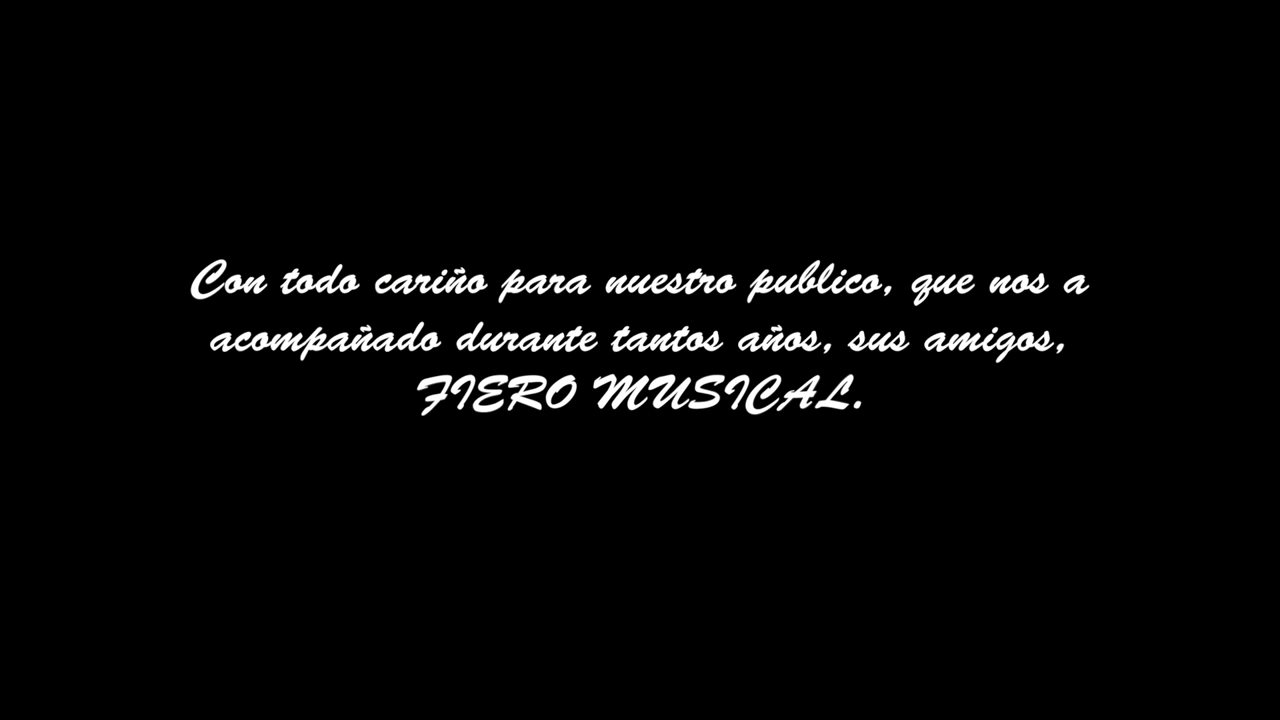 Con todo cariño para nuestro publico, que nos a
acompañado durante tantos años, sus amigos,
FIERO MUSICAL.